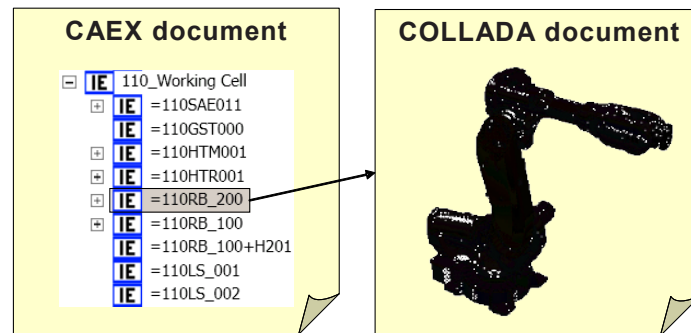 CAEX document
IE 110_Working Cell
IE =110SAE011
IE =110GST000
IE =110HTM001
IE =110HTR001
IE =110RB_200
IE =110RB_100
IE =110RB_100+H201
IE =110LS_001
IE =110LS_002
COLLADA document